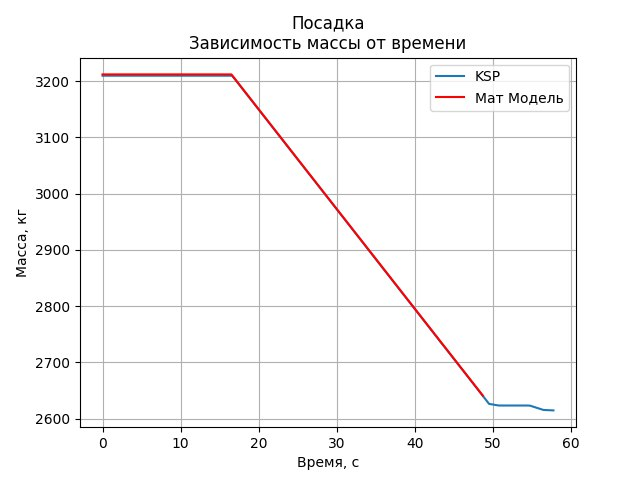 Посадка
Зависимость массы от времени
KSP
Мат Модель
Масса, кг
3200
3100
3000
2900
2800
2700
2600
0 10 20 30 40 50 60
Время, с